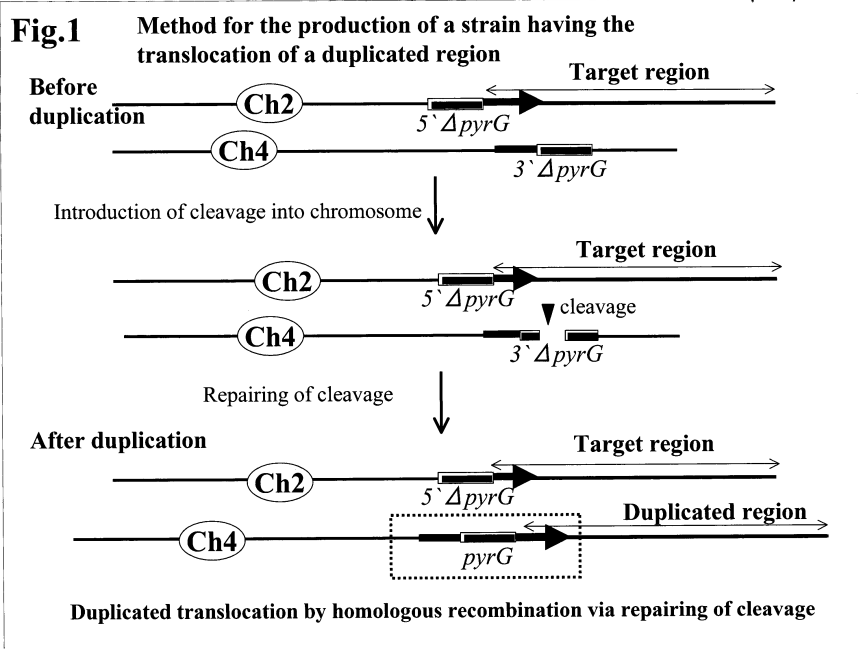 Fig.1
Method for the production of a strain having the
translocation of a duplicated region
Before
duplication
Target region
Ch2
5`ΔpyrG
Ch4
3`ΔpyrG
Introduction of cleavage into chromosome
Target region
Ch2
5`ΔpyrG
cleavage
Ch4
3`ΔpyrG
Repairing of cleavage
After duplication
Target region
Ch2
5`ΔpyrG
Duplicated region
Ch4
pyrG
Duplicated translocation by homologous recombination via repairing of cleavage